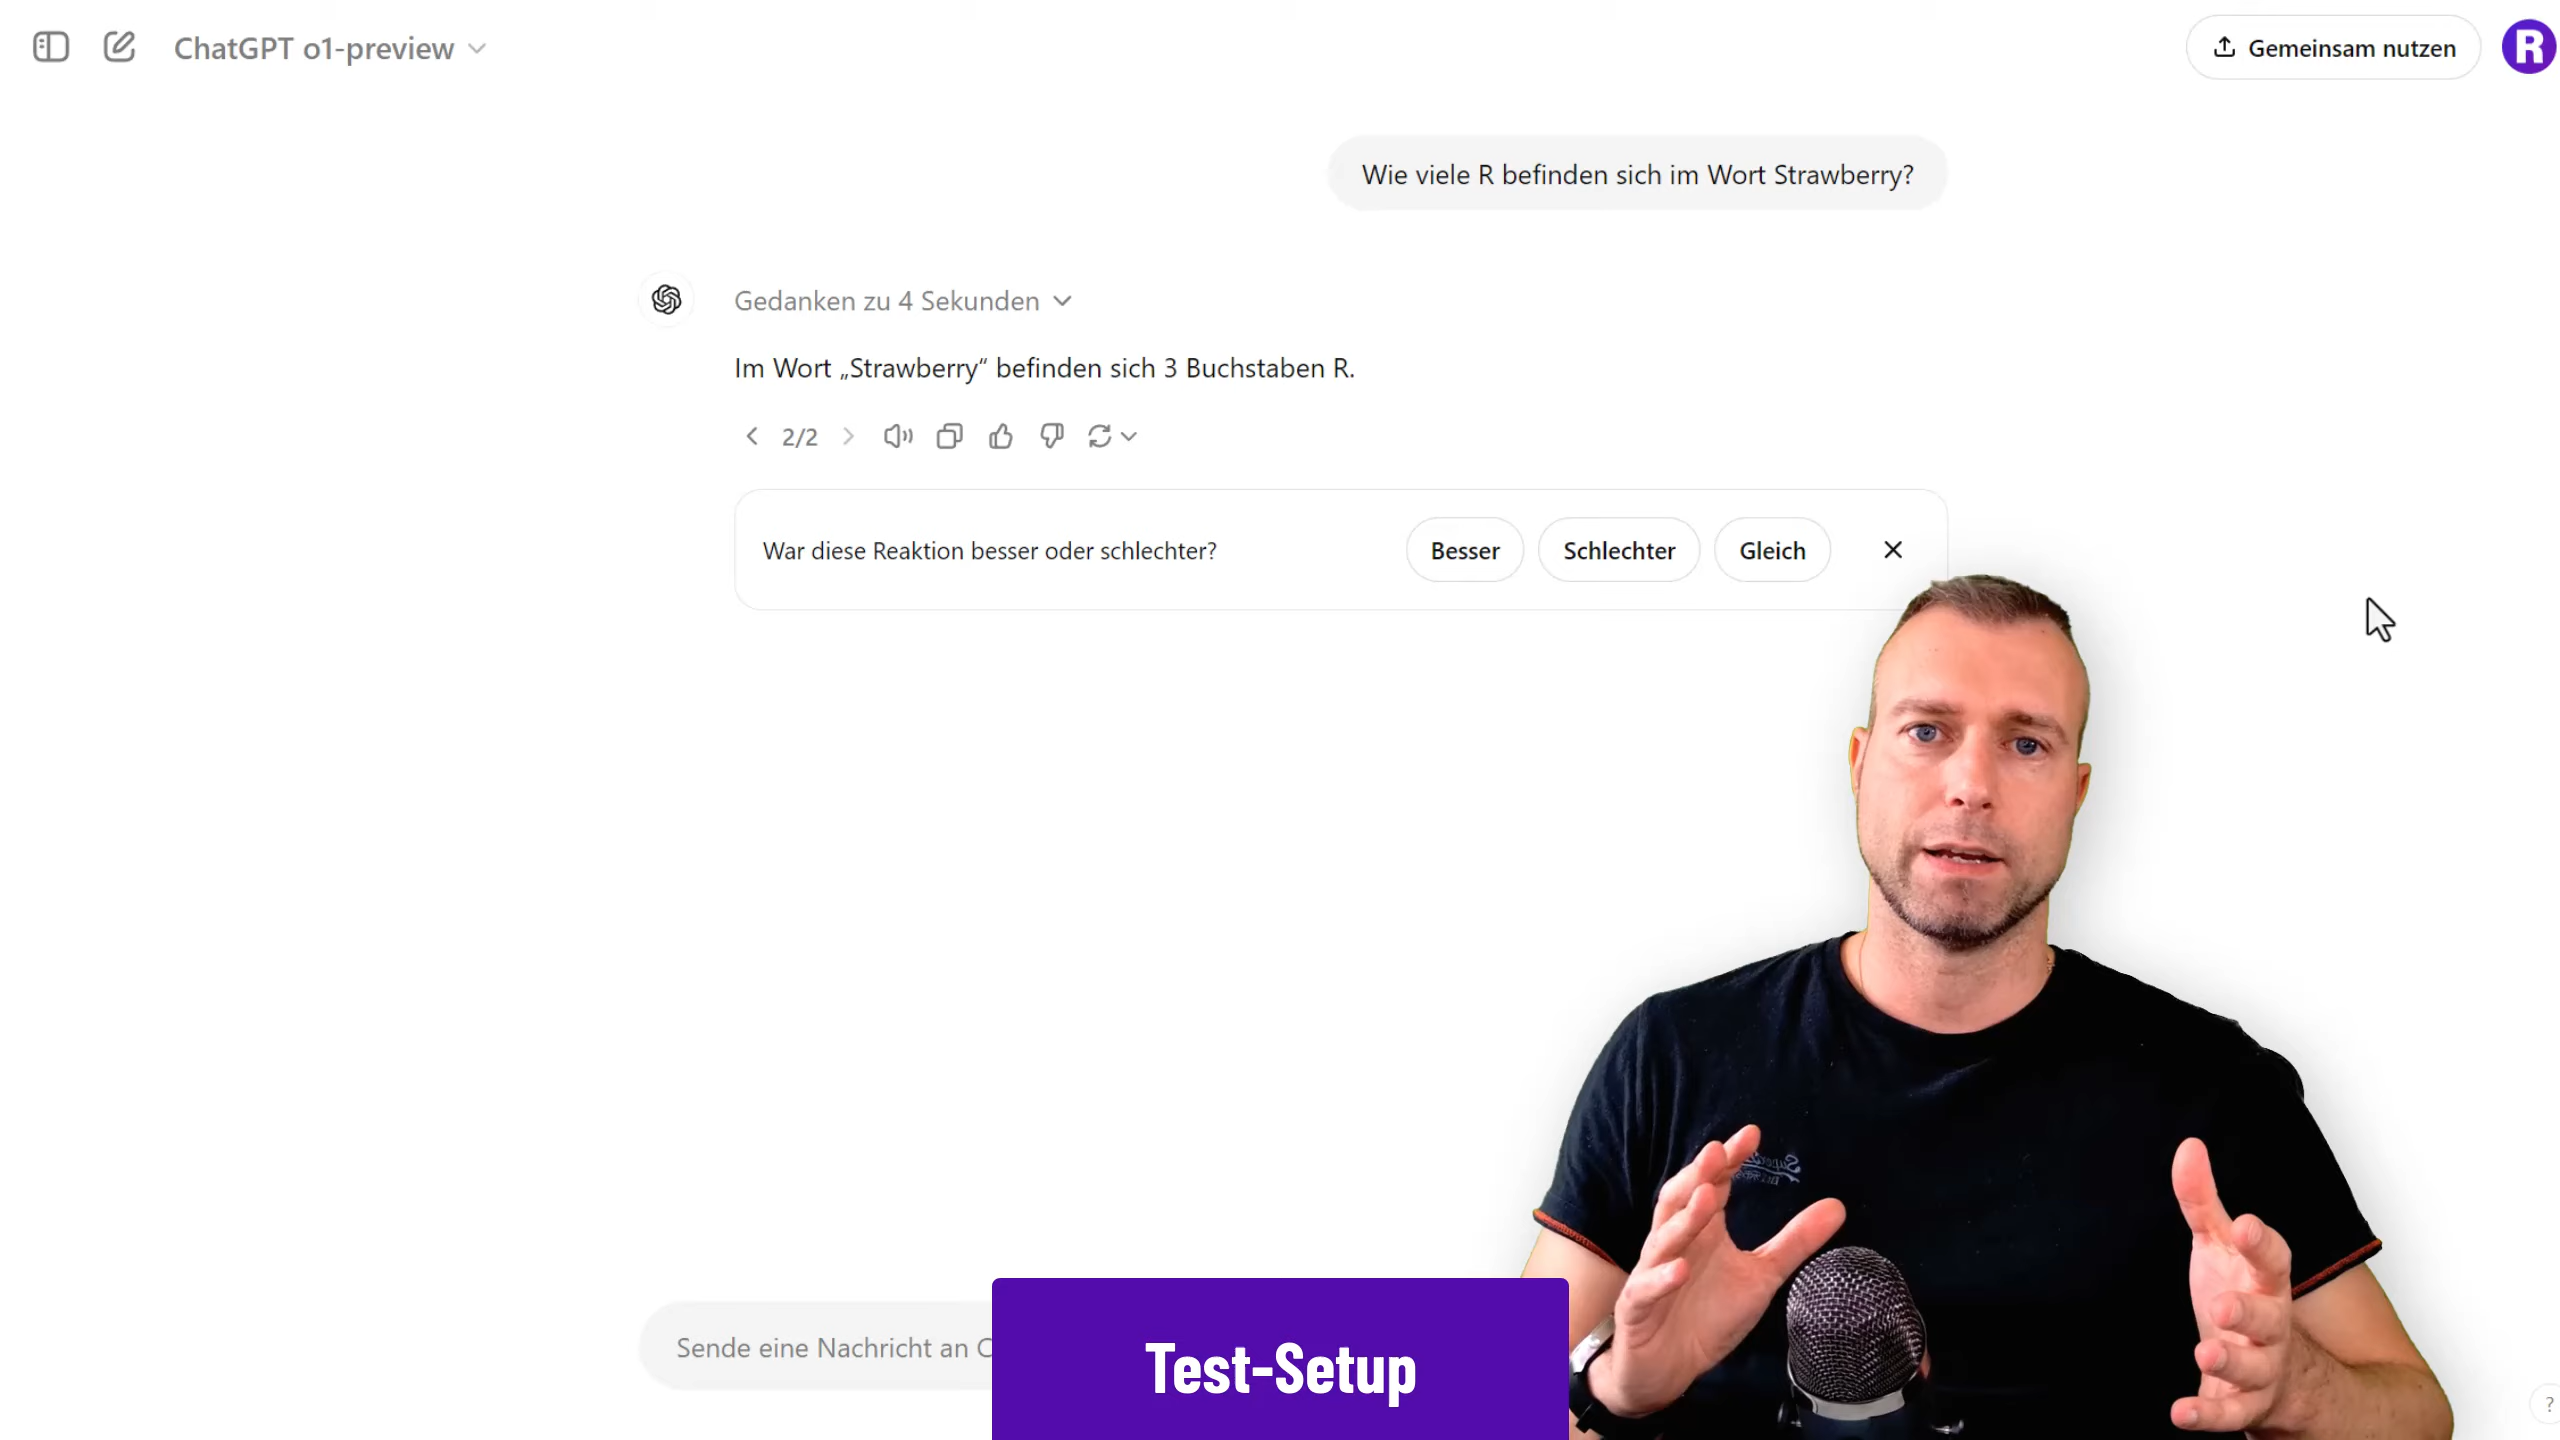 ChatGPT o1-preview
Gemeinsam nutzen
R
Wie viele R befinden sich im Wort Strawberry?
Gedanken zu 4 Sekunden
Im Wort „Strawberry“ befinden sich 3 Buchstaben R.
2/2
War diese Reaktion besser oder schlechter?
Besser
Schlechter
Gleich
Sende eine Nachricht an C
Test-Setup
?